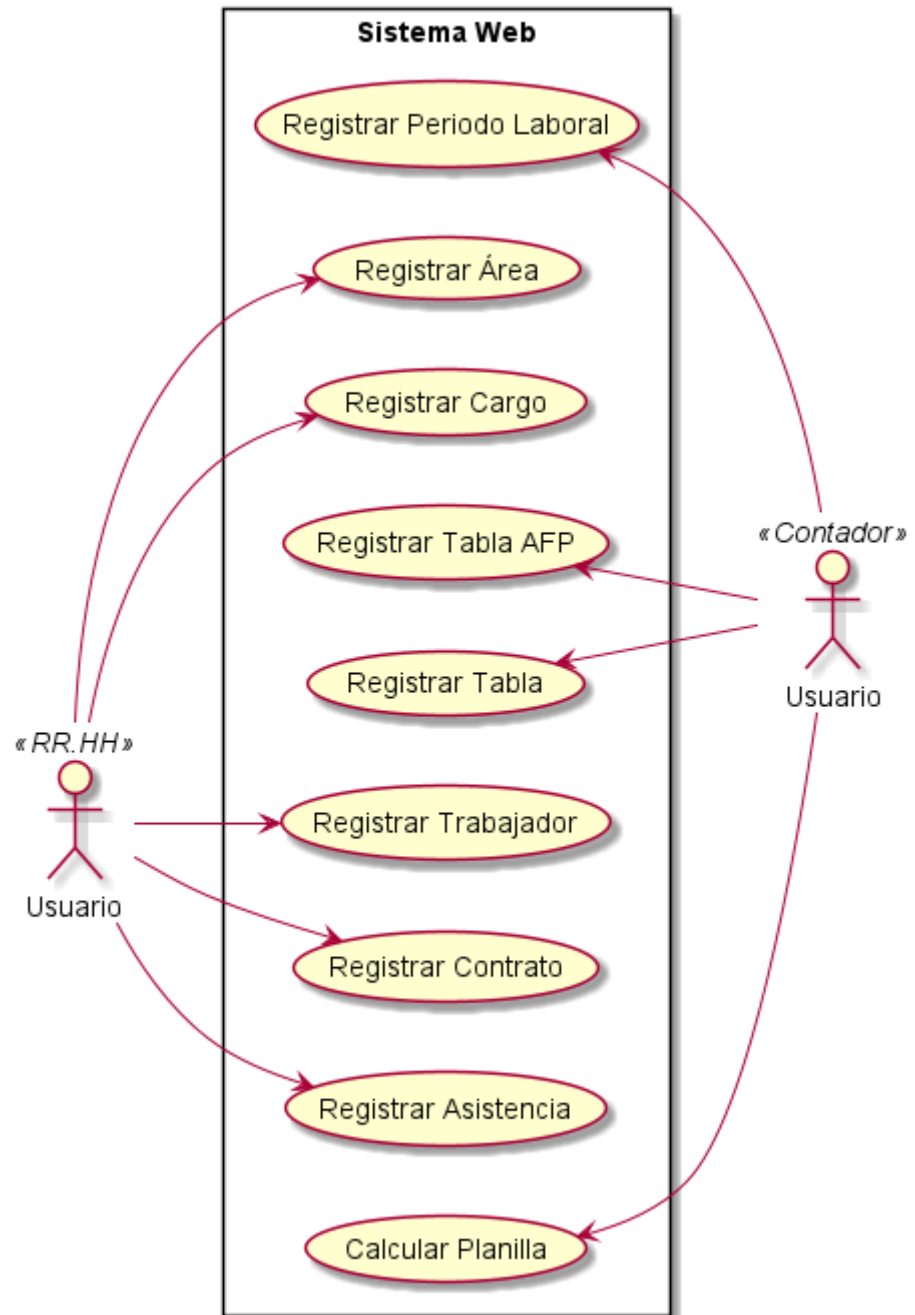 Sistema Web
Registrar Periodo Laboral
Registrar Área
Registrar Cargo
Registrar Tabla AFP
«Contador»
Registrar Tabla
Usuario
«RR.HH»
Registrar Trabajador
Usuario
Registrar Contrato
Registrar Asistencia
Calcular Planilla